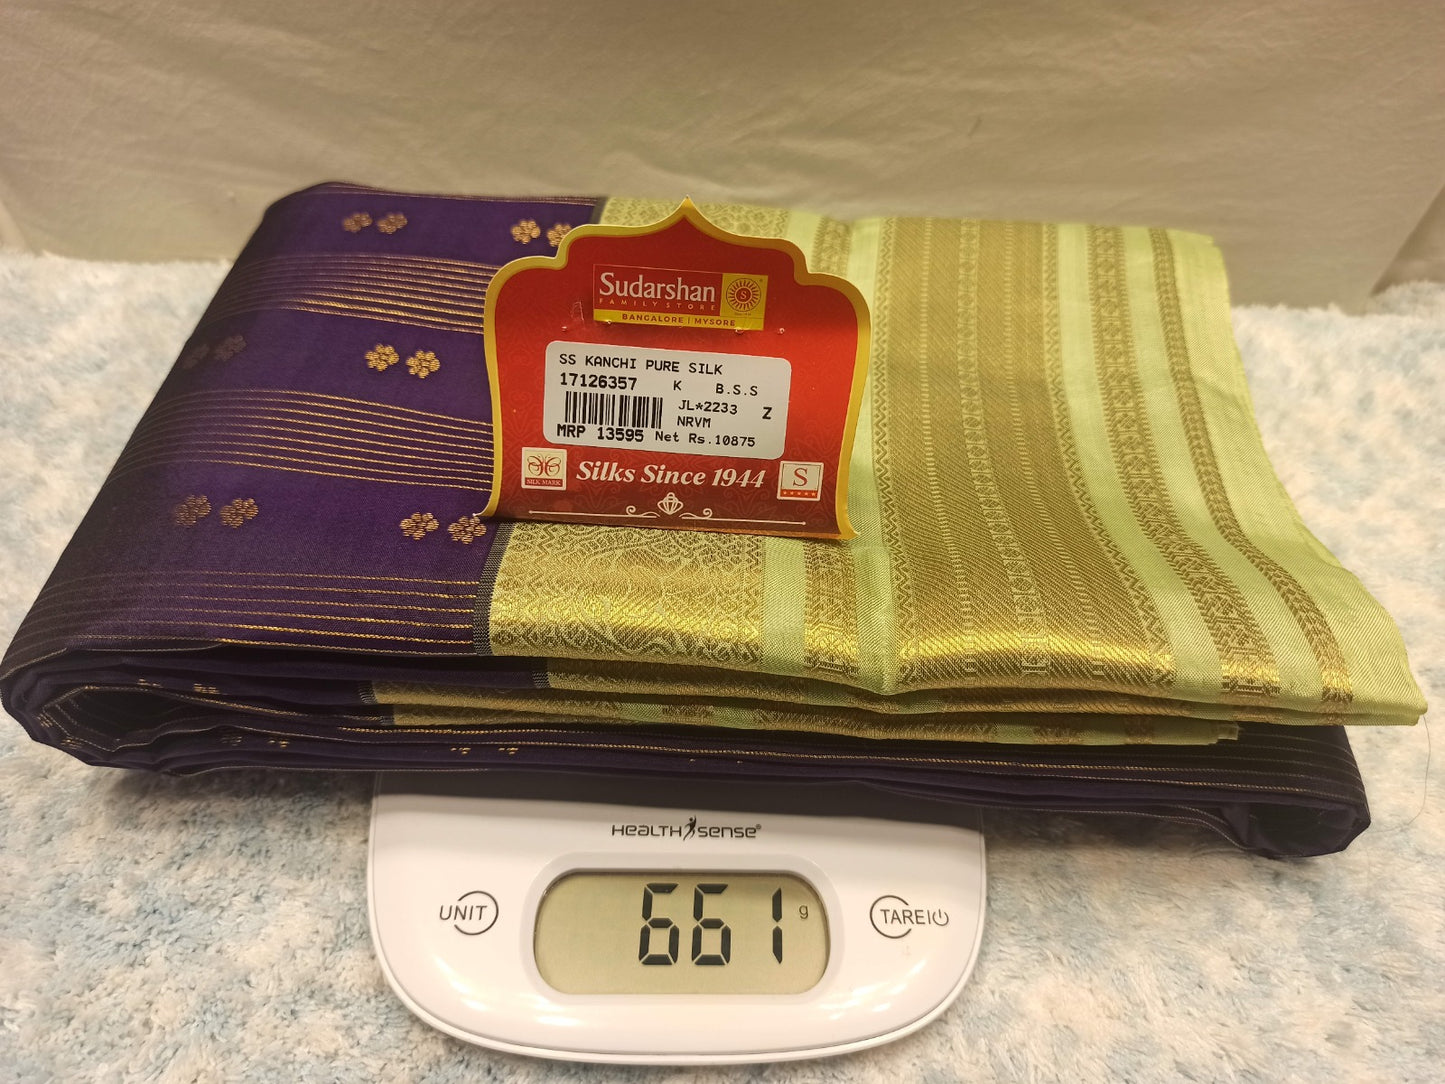 Sudarshan
FAMILY STORE
BANGALORE | MYSORE
S
SS KANCHI PURE SILK
17126357 K B.S.S
JL*2233 Z
NRVM
MRP 13595 Net Rs.10875
SILK MARK
Silks Since 1944
S
HEALTH SENSE®
UNIT
661 g
TARE|